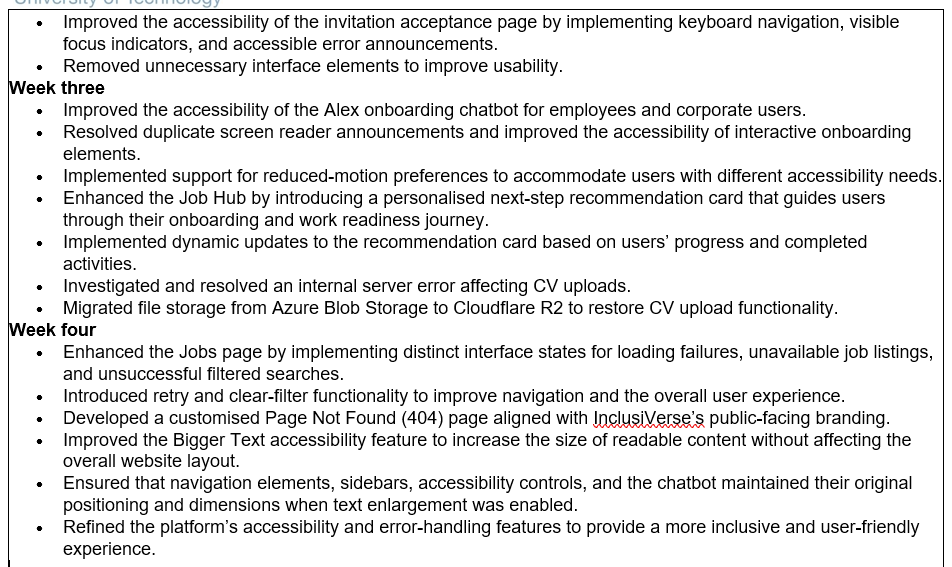 University of Technology
• Improved the accessibility of the invitation acceptance page by implementing keyboard navigation, visible
focus indicators, and accessible error announcements.
• Removed unnecessary interface elements to improve usability.
Week three
• Improved the accessibility of the Alex onboarding chatbot for employees and corporate users.
• Resolved duplicate screen reader announcements and improved the accessibility of interactive onboarding
elements.
• Implemented support for reduced-motion preferences to accommodate users with different accessibility needs.
• Enhanced the Job Hub by introducing a personalised next-step recommendation card that guides users
through their onboarding and work readiness journey.
• Implemented dynamic updates to the recommendation card based on users’ progress and completed
activities.
• Investigated and resolved an internal server error affecting CV uploads.
• Migrated file storage from Azure Blob Storage to Cloudflare R2 to restore CV upload functionality.
Week four
• Enhanced the Jobs page by implementing distinct interface states for loading failures, unavailable job listings,
and unsuccessful filtered searches.
• Introduced retry and clear-filter functionality to improve navigation and the overall user experience.
• Developed a customised Page Not Found (404) page aligned with InclusiVerse’s public-facing branding.
• Improved the Bigger Text accessibility feature to increase the size of readable content without affecting the
overall website layout.
• Ensured that navigation elements, sidebars, accessibility controls, and the chatbot maintained their original
positioning and dimensions when text enlargement was enabled.
• Refined the platform’s accessibility and error-handling features to provide a more inclusive and user-friendly
experience.